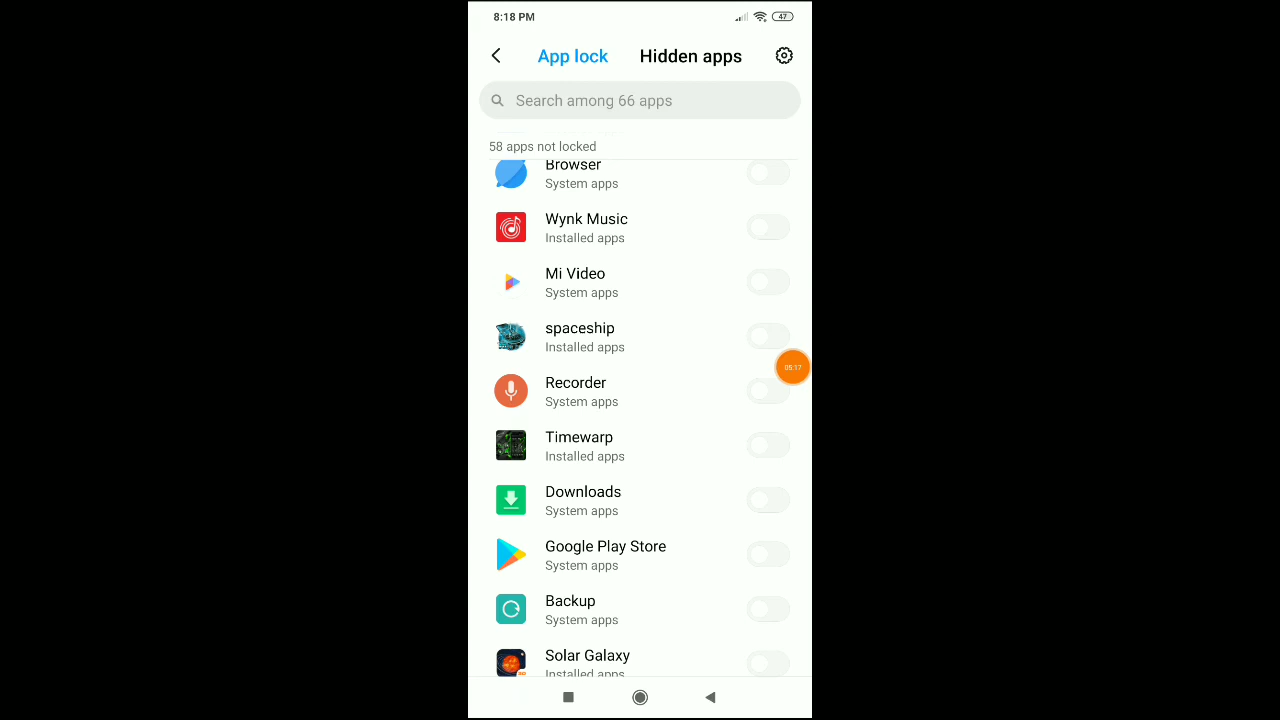 8:18 PM
47
App lock
Hidden apps
Search among 66 apps
58 apps not locked
Browser
System apps
Wynk Music
Installed apps
Mi Video
System apps
spaceship
Installed apps
Recorder
System apps
05:17
Timewarp
Installed apps
Downloads
System apps
Google Play Store
System apps
Backup
System apps
Solar Galaxy
Installed apps